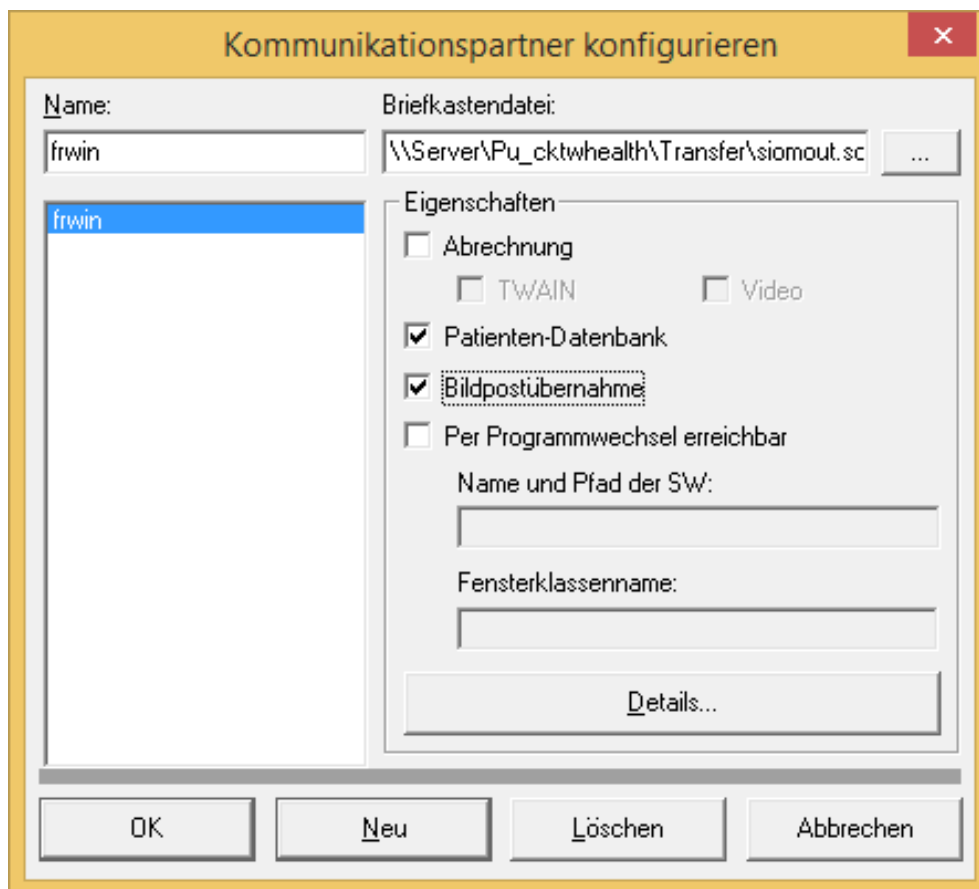 Kommunikationspartner konfigurieren
Name:
Briefkastendatei:
frwin
\\Server\Pu_cktwhealth\Transfer\siomout.sc
...
frwin
Eigenschaften
Abrechnung
TWAIN
Video
Patienten-Datenbank
Bildpostübernahme
Per Programmwechsel erreichbar
Name und Pfad der SW:
Fensterklassenname:
Details...
OK
Neu
Löschen
Abbrechen